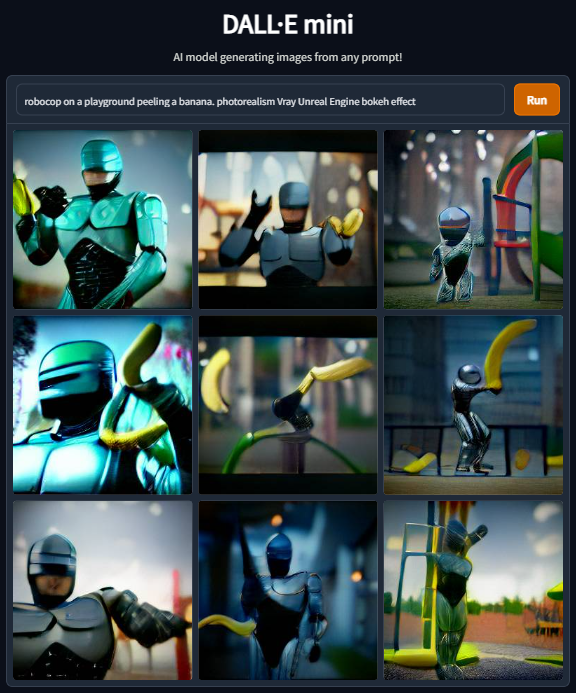 DALL·E mini
AI model generating images from any prompt!
robocop on a playground peeling a banana. photorealism Vray Unreal Engine bokeh effect
Run